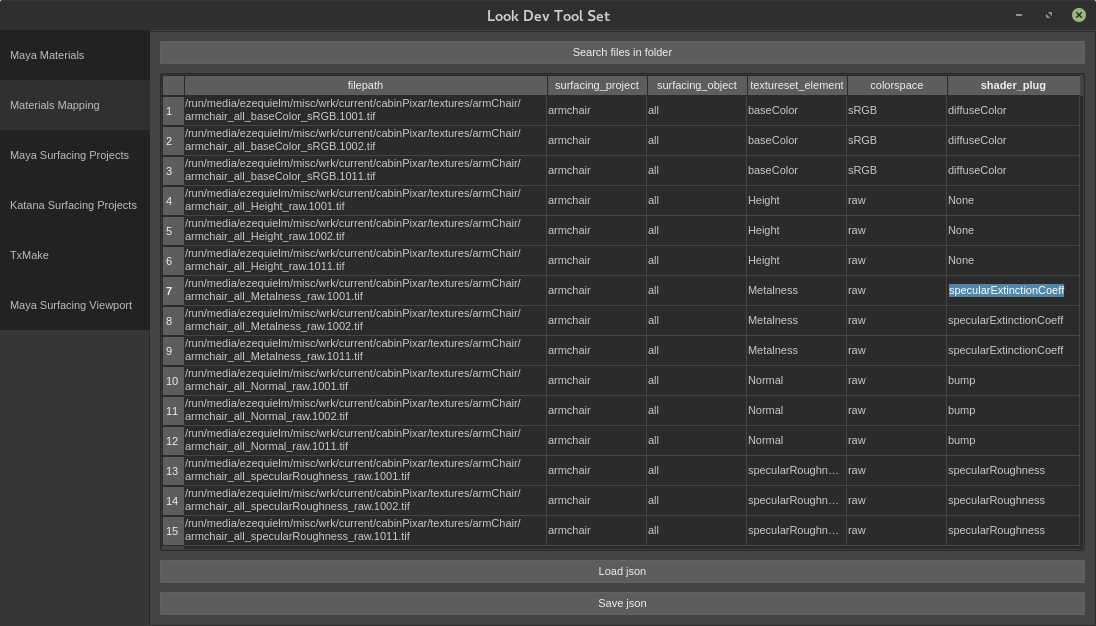 Look Dev Tool Set
Maya Materials
Materials Mapping
Maya Surfacing Projects
Katana Surfacing Projects
TxMake
Maya Surfacing Viewport
Search files in folder
filepath surfacing_project surfacing_object textureset_element colorspace shader_plug
1 /run/media/ezequielm/misc/wrk/current/cabinPixar/textures/armChair/
armchair_all_baseColor_sRGB.1001.tif armchair all baseColor sRGB diffuseColor
2 /run/media/ezequielm/misc/wrk/current/cabinPixar/textures/armChair/
armchair_all_baseColor_sRGB.1002.tif armchair all baseColor sRGB diffuseColor
3 /run/media/ezequielm/misc/wrk/current/cabinPixar/textures/armChair/
armchair_all_baseColor_sRGB.1011.tif armchair all baseColor sRGB diffuseColor
4 /run/media/ezequielm/misc/wrk/current/cabinPixar/textures/armChair/
armchair_all_Height_raw.1001.tif armchair all Height raw None
5 /run/media/ezequielm/misc/wrk/current/cabinPixar/textures/armChair/
armchair_all_Height_raw.1002.tif armchair all Height raw None
6 /run/media/ezequielm/misc/wrk/current/cabinPixar/textures/armChair/
armchair_all_Height_raw.1011.tif armchair all Height raw None
7 /run/media/ezequielm/misc/wrk/current/cabinPixar/textures/armChair/
armchair_all_Metalness_raw.1001.tif armchair all Metalness raw specularExtinctionCoeff
8 /run/media/ezequielm/misc/wrk/current/cabinPixar/textures/armChair/
armchair_all_Metalness_raw.1002.tif armchair all Metalness raw specularExtinctionCoeff
9 /run/media/ezequielm/misc/wrk/current/cabinPixar/textures/armChair/
armchair_all_Metalness_raw.1011.tif armchair all Metalness raw specularExtinctionCoeff
10 /run/media/ezequielm/misc/wrk/current/cabinPixar/textures/armChair/
armchair_all_Normal_raw.1001.tif armchair all Normal raw bump
11 /run/media/ezequielm/misc/wrk/current/cabinPixar/textures/armChair/
armchair_all_Normal_raw.1002.tif armchair all Normal raw bump
12 /run/media/ezequielm/misc/wrk/current/cabinPixar/textures/armChair/
armchair_all_Normal_raw.1011.tif armchair all Normal raw bump
13 /run/media/ezequielm/misc/wrk/current/cabinPixar/textures/armChair/
armchair_all_specularRoughness_raw.1001.tif armchair all specularRoughn... raw specularRoughness
14 /run/media/ezequielm/misc/wrk/current/cabinPixar/textures/armChair/
armchair_all_specularRoughness_raw.1002.tif armchair all specularRoughn... raw specularRoughness
15 /run/media/ezequielm/misc/wrk/current/cabinPixar/textures/armChair/
armchair_all_specularRoughness_raw.1011.tif armchair all specularRoughn... raw specularRoughness
Load json
Save json